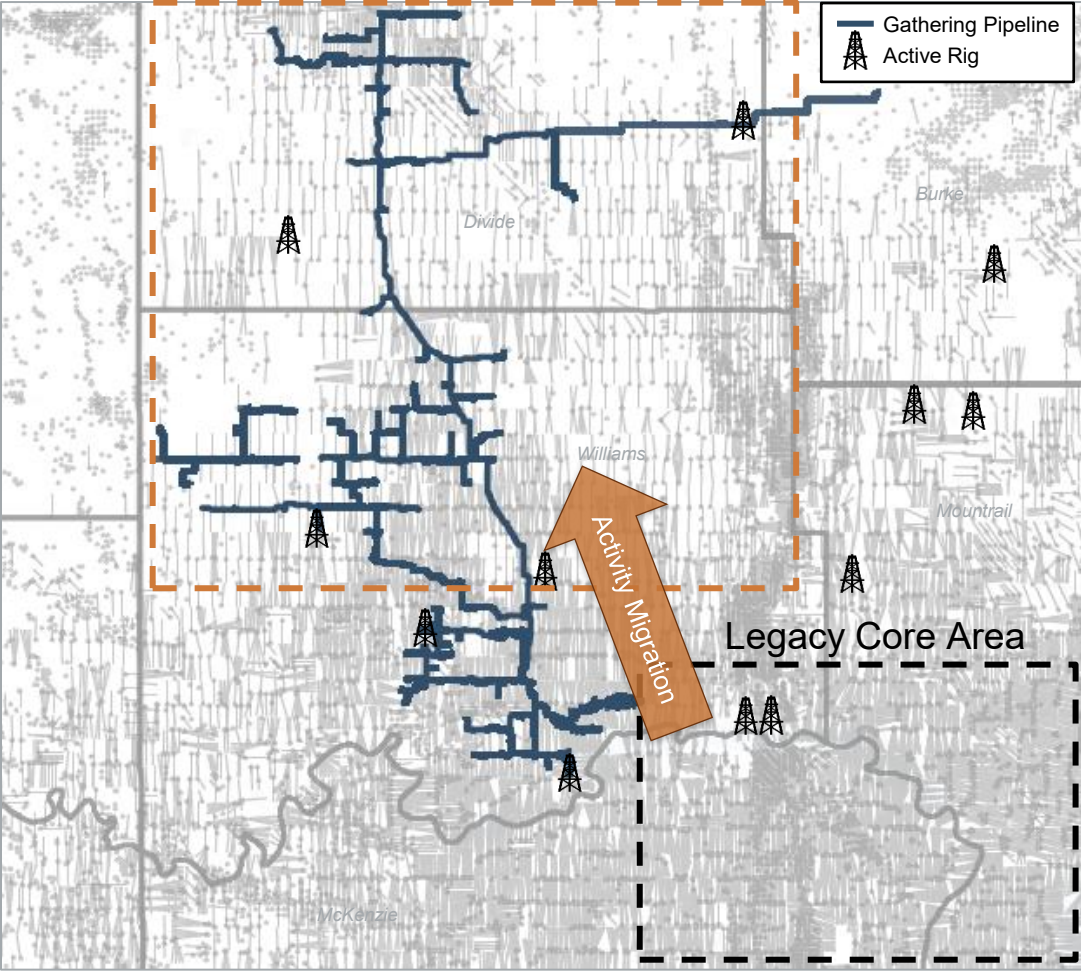 Gathering Pipeline
Active Rig
Burke
Divide
Williams
Mountrail
Activity Migration
Legacy Core Area
McKenzie